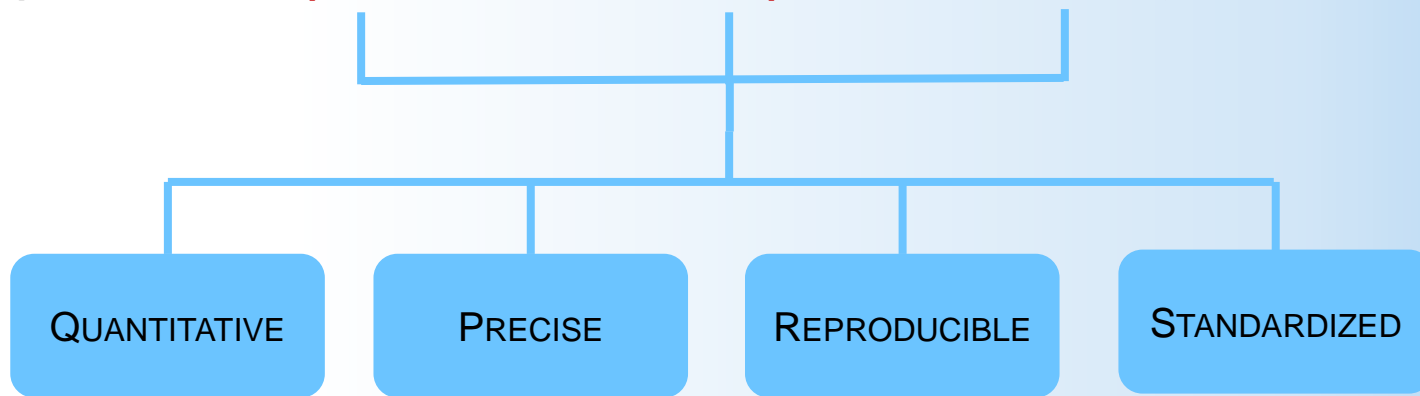 QUANTITATIVE
PRECISE
REPRODUCIBLE
STANDARDIZED